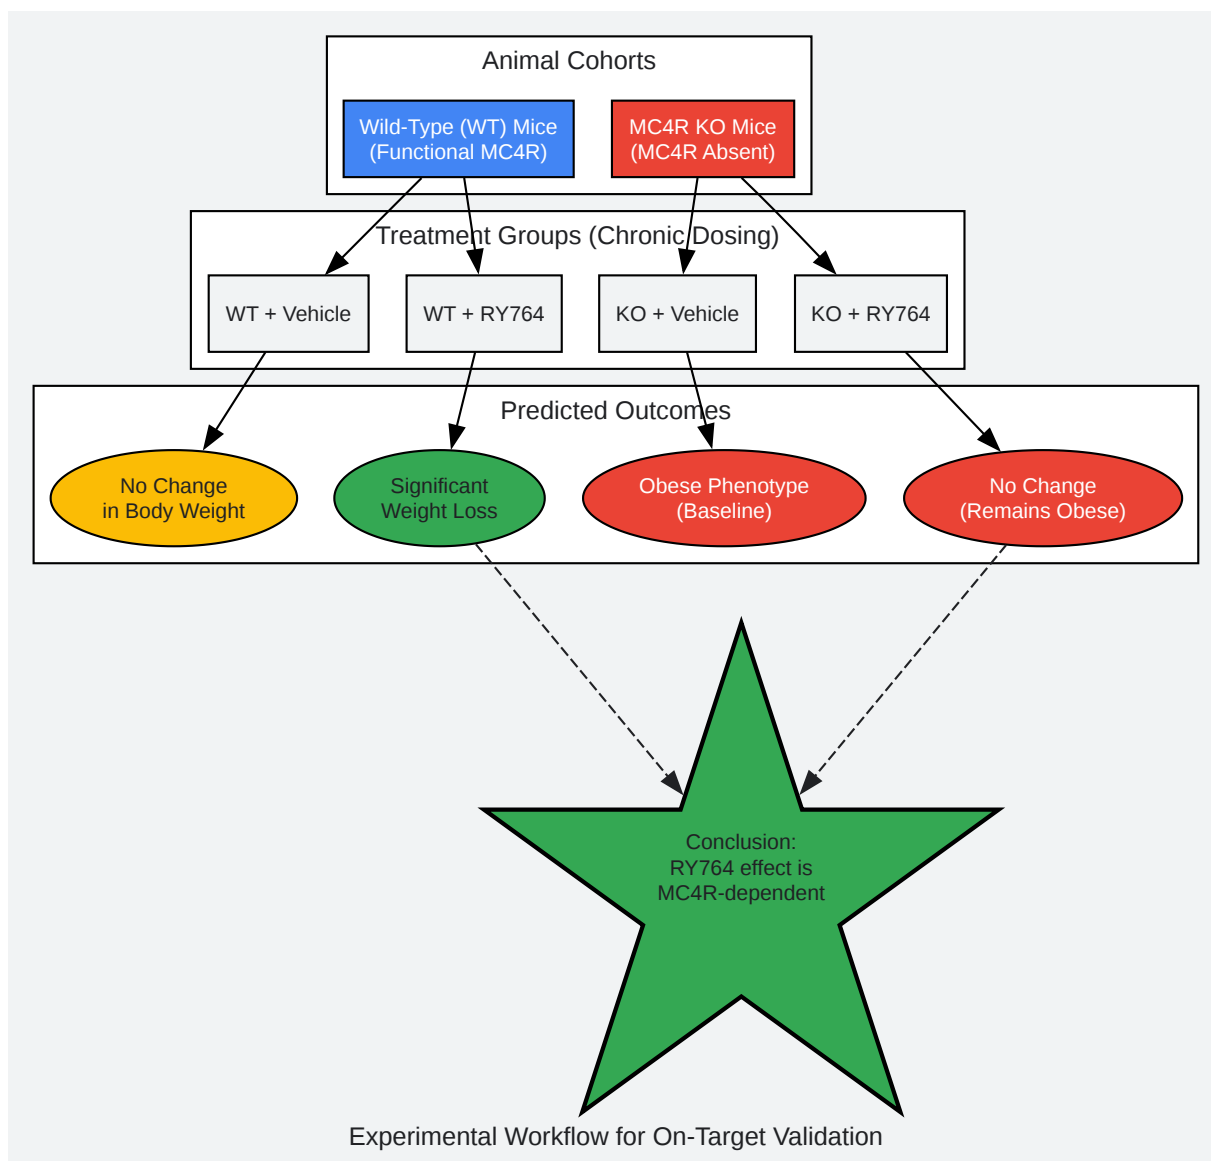 Animal Cohorts
Wild-Type (WT) Mice
(Functional MC4R)
MC4R KO Mice
(MC4R Absent)
Treatment Groups (Chronic Dosing)
WT + Vehicle
WT + RY764
KO + Vehicle
KO + RY764
Predicted Outcomes
No Change
in Body Weight
Significant
Weight Loss
Obese Phenotype
(Baseline)
No Change
(Remains Obese)
Conclusion:
RY764 effect is
MC4R-dependent
Experimental Workflow for On-Target Validation